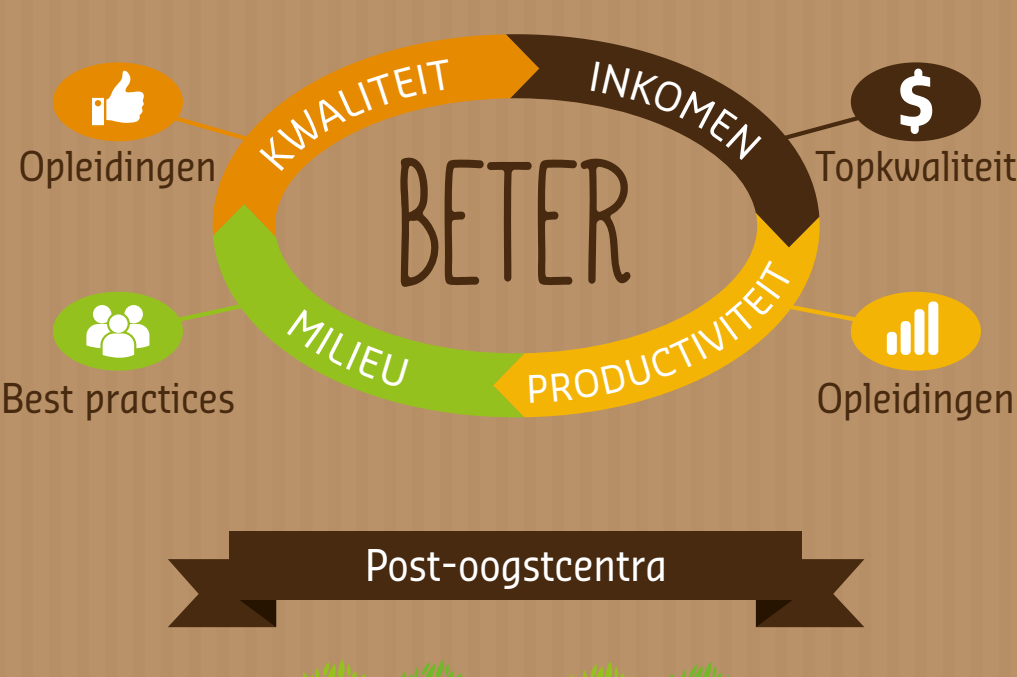 KWALITEIT
INKOMEN
Opleidingen
Topkwaliteit
BETER
MILIEU
PRODUCTIVITEIT
Best practices
Opleidingen
Post-oogstcentra